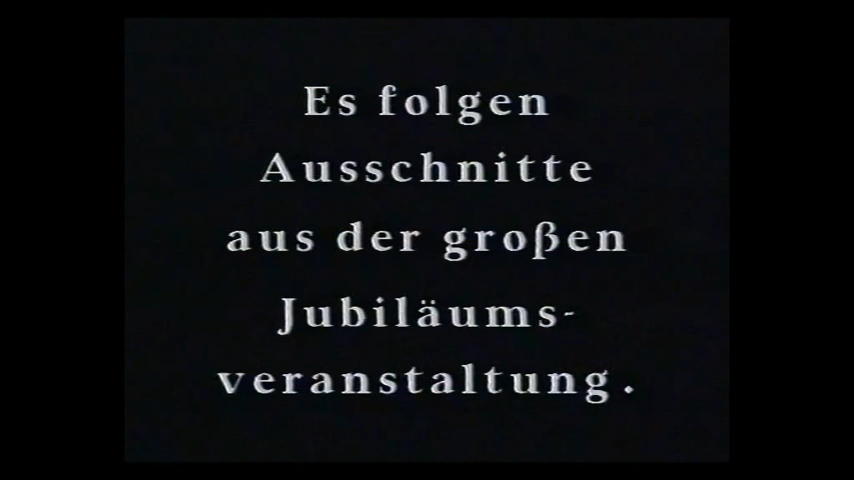 Es folgen
Ausschnitte
aus der großen
Jubiläums-
veranstaltung.